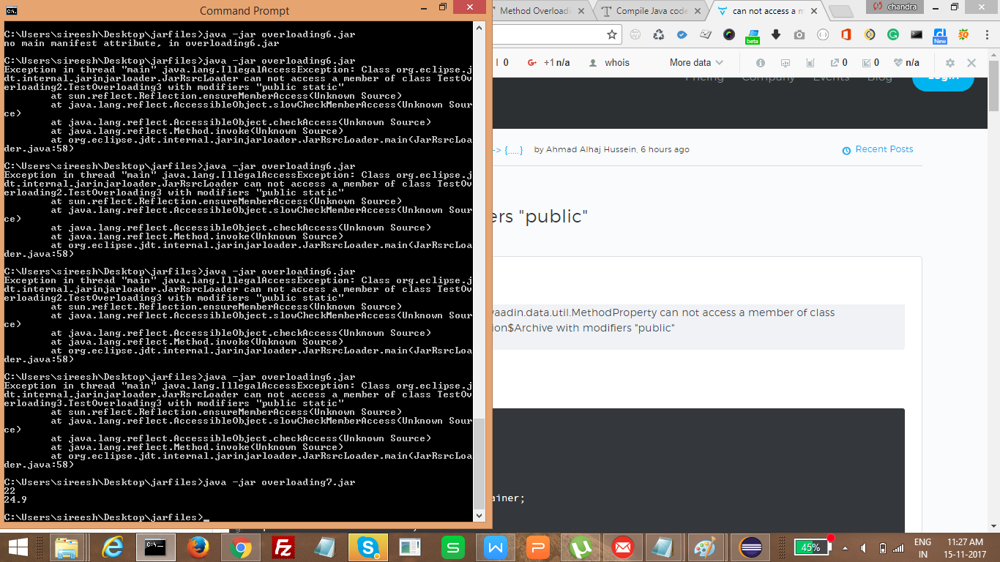 Command Prompt
C:\Users\sireesh\Desktop\jarfiles>java -jar overloading6.jar
no main manifest attribute, in overloading6.jar
C:\Users\sireesh\Desktop\jarfiles>java -jar overloading6.jar
Exception in thread "main" java.lang.IllegalAccessException: Class org.eclipse.j
dt.internal.jarinjarloader.JarRsrcLoader can not access a member of class TestOv
erloading2.TestOverloading3 with modifiers "public static"
at sun.reflect.Reflection.ensureMemberAccess(Unknown Source)
at java.lang.reflect.AccessibleObject.slowCheckMemberAccess(Unknown Sour
ce)
at java.lang.reflect.AccessibleObject.checkAccess(Unknown Source)
at java.lang.reflect.Method.invoke(Unknown Source)
at org.eclipse.jdt.internal.jarinjarloader.JarRsrcLoader.main(JarRsrcLoa
der.java:58)
C:\Users\sireesh\Desktop\jarfiles>java -jar overloading6.jar
Exception in thread "main" java.lang.IllegalAccessException: Class org.eclipse.j
dt.internal.jarinjarloader.JarRsrcLoader can not access a member of class TestOv
erloading2.TestOverloading3 with modifiers "public static"
at sun.reflect.Reflection.ensureMemberAccess(Unknown Source)
at java.lang.reflect.AccessibleObject.slowCheckMemberAccess(Unknown Sour
ce)
at java.lang.reflect.AccessibleObject.checkAccess(Unknown Source)
at java.lang.reflect.Method.invoke(Unknown Source)
at org.eclipse.jdt.internal.jarinjarloader.JarRsrcLoader.main(JarRsrcLoa
der.java:58)
C:\Users\sireesh\Desktop\jarfiles>java -jar overloading6.jar
Exception in thread "main" java.lang.IllegalAccessException: Class org.eclipse.j
dt.internal.jarinjarloader.JarRsrcLoader can not access a member of class TestOv
erloading2.TestOverloading3 with modifiers "public static"
at sun.reflect.Reflection.ensureMemberAccess(Unknown Source)
at java.lang.reflect.AccessibleObject.slowCheckMemberAccess(Unknown Sour
ce)
at java.lang.reflect.AccessibleObject.checkAccess(Unknown Source)
at java.lang.reflect.Method.invoke(Unknown Source)
at org.eclipse.jdt.internal.jarinjarloader.JarRsrcLoader.main(JarRsrcLoa
der.java:58)
C:\Users\sireesh\Desktop\jarfiles>java -jar overloading6.jar
Exception in thread "main" java.lang.IllegalAccessException: Class org.eclipse.j
dt.internal.jarinjarloader.JarRsrcLoader can not access a member of class TestOv
erloading3.TestOverloading3 with modifiers "public static"
at sun.reflect.Reflection.ensureMemberAccess(Unknown Source)
at java.lang.reflect.AccessibleObject.slowCheckMemberAccess(Unknown Sour
ce)
at java.lang.reflect.AccessibleObject.checkAccess(Unknown Source)
at java.lang.reflect.Method.invoke(Unknown Source)
at org.eclipse.jdt.internal.jarinjarloader.JarRsrcLoader.main(JarRsrcLoa
der.java:58)
C:\Users\sireesh\Desktop\jarfiles>java -jar overloading7.jar
22
24.9
C:\Users\sireesh\Desktop\jarfiles>_
Method Overloadi
Compile Java code
can not access a m
chandra
beta
New
0
+1 n/a
whois
More data
0
0
n/a
Pricing Company Events Blog Login
-> {.....} by Ahmad Alhaj Hussein, 6 hours ago
Recent Posts
ers "public"
vaadin.data.util.MethodProperty can not access a member of class
ion$Archive with modifiers "public"
ainer;
45%
ENG
IN
11:27 AM
15-11-2017